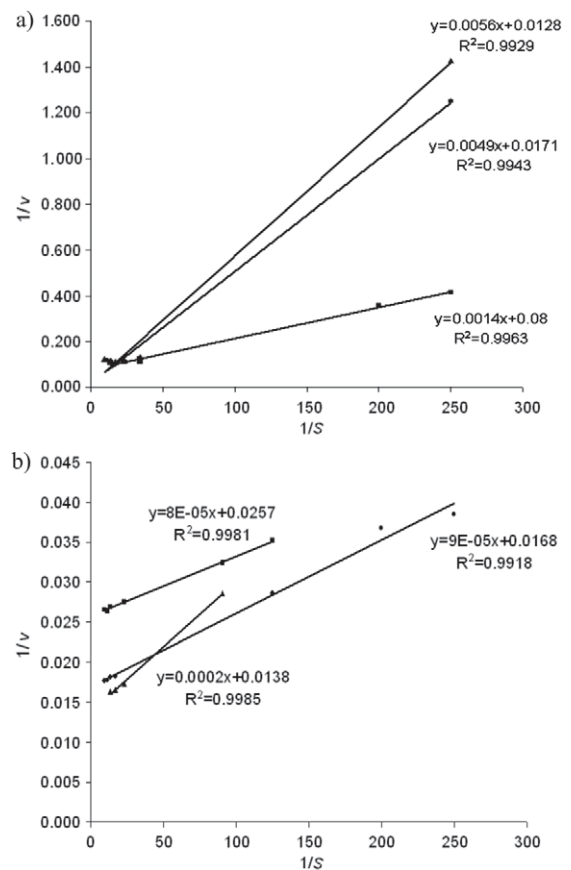 a)
1.600
1.400
1.200
1.000
0.800
0.600
0.400
0.200
0.000
1/v
y=0.0056x+0.0128
R²=0.9929
y=0.0049x+0.0171
R²=0.9943
y=0.0014x+0.08
R²=0.9963
0 50 100 150 200 250 300
1/S
b)
0.045
0.040
0.035
0.030
0.025
0.020
0.015
0.010
0.005
0.000
1/v
y=8E-05x+0.0257
R²=0.9981
y=9E-05x+0.0168
R²=0.9918
y=0.0002x+0.0138
R²=0.9985
0 50 100 150 200 250 300
1/S